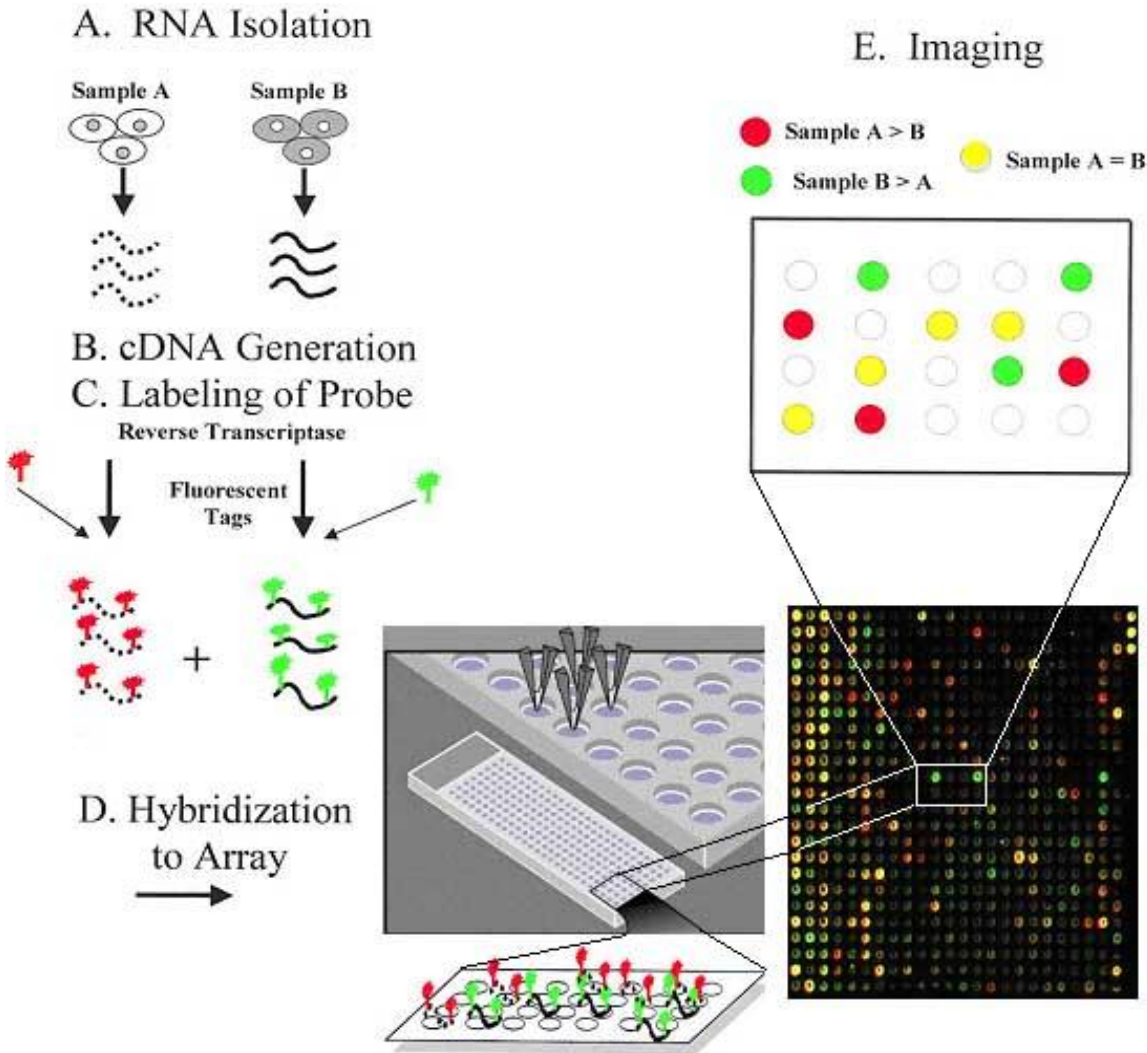 A. RNA Isolation
Sample A
Sample B
B. cDNA Generation
C. Labeling of Probe
Reverse Transcriptase
Fluorescent
Tags
+
D. Hybridization
to Array
E. Imaging
Sample A > B
Sample B > A
Sample A = B